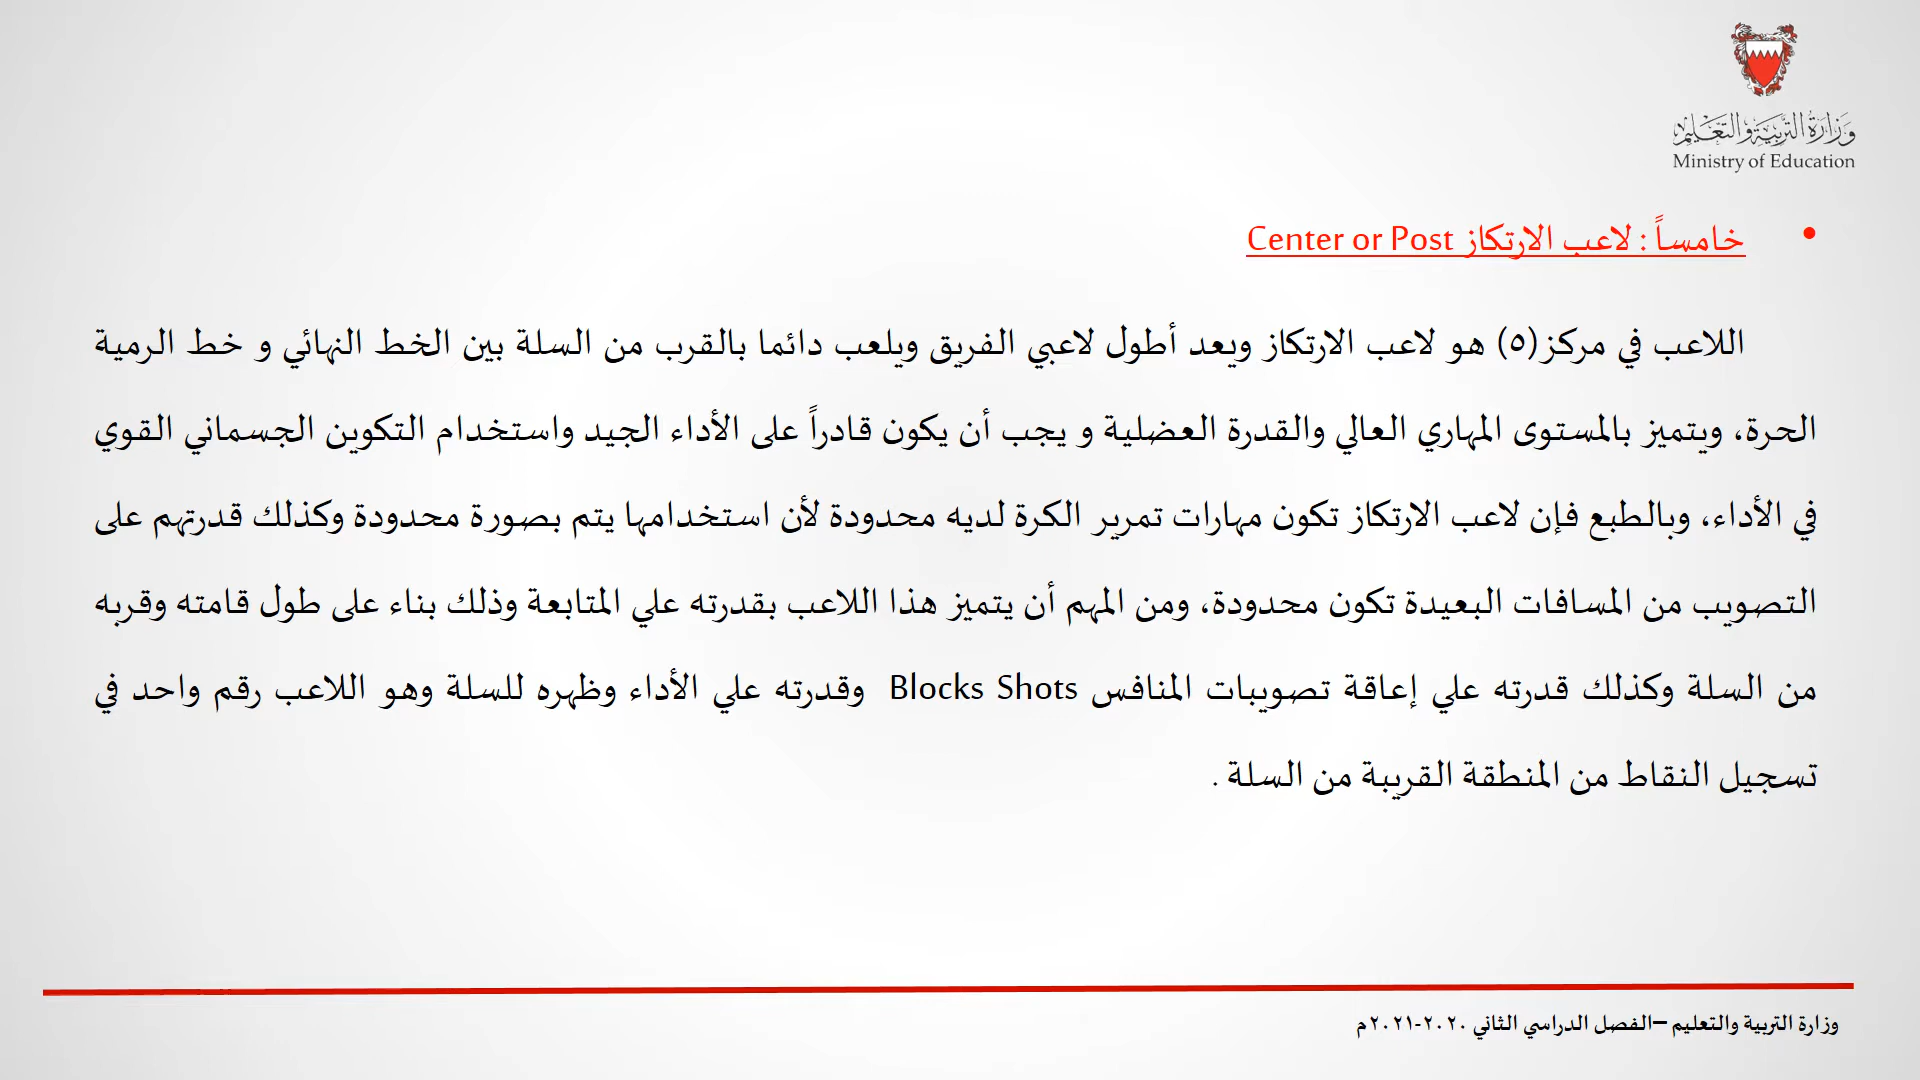 وزارة التربية والتعليم
Ministry of Education
• خامساً : لاعب الارتكاز Center or Post
اللاعب في مركز(٥) هو لاعب الارتكاز ويعد أطول لاعبي الفريق ويلعب دائما بالقرب من السلة بين الخط النهائي و خط الرمية
الحرة، ويتميز بالمستوى المهاري العالي والقدرة العضلية و يجب أن يكون قادراً على الأداء الجيد واستخدام التكوين الجسماني القوي
في الأداء، وبالطبع فإن لاعب الارتكاز تكون مهارات تمرير الكرة لديه محدودة لأن استخدامها يتم بصورة محدودة وكذلك قدرتهم على
التصويب من المسافات البعيدة تكون محدودة، ومن المهم أن يتميز هذا اللاعب بقدرته علي المتابعة وذلك بناء على طول قامته وقربه
من السلة وكذلك قدرته علي إعاقة تصويبات المنافس Blocks Shots وقدرته علي الأداء وظهره للسلة وهو اللاعب رقم واحد في
تسجيل النقاط من المنطقة القريبة من السلة .
وزارة التربية والتعليم –الفصل الدراسي الثاني ٢٠٢٠-٢٠٢١م